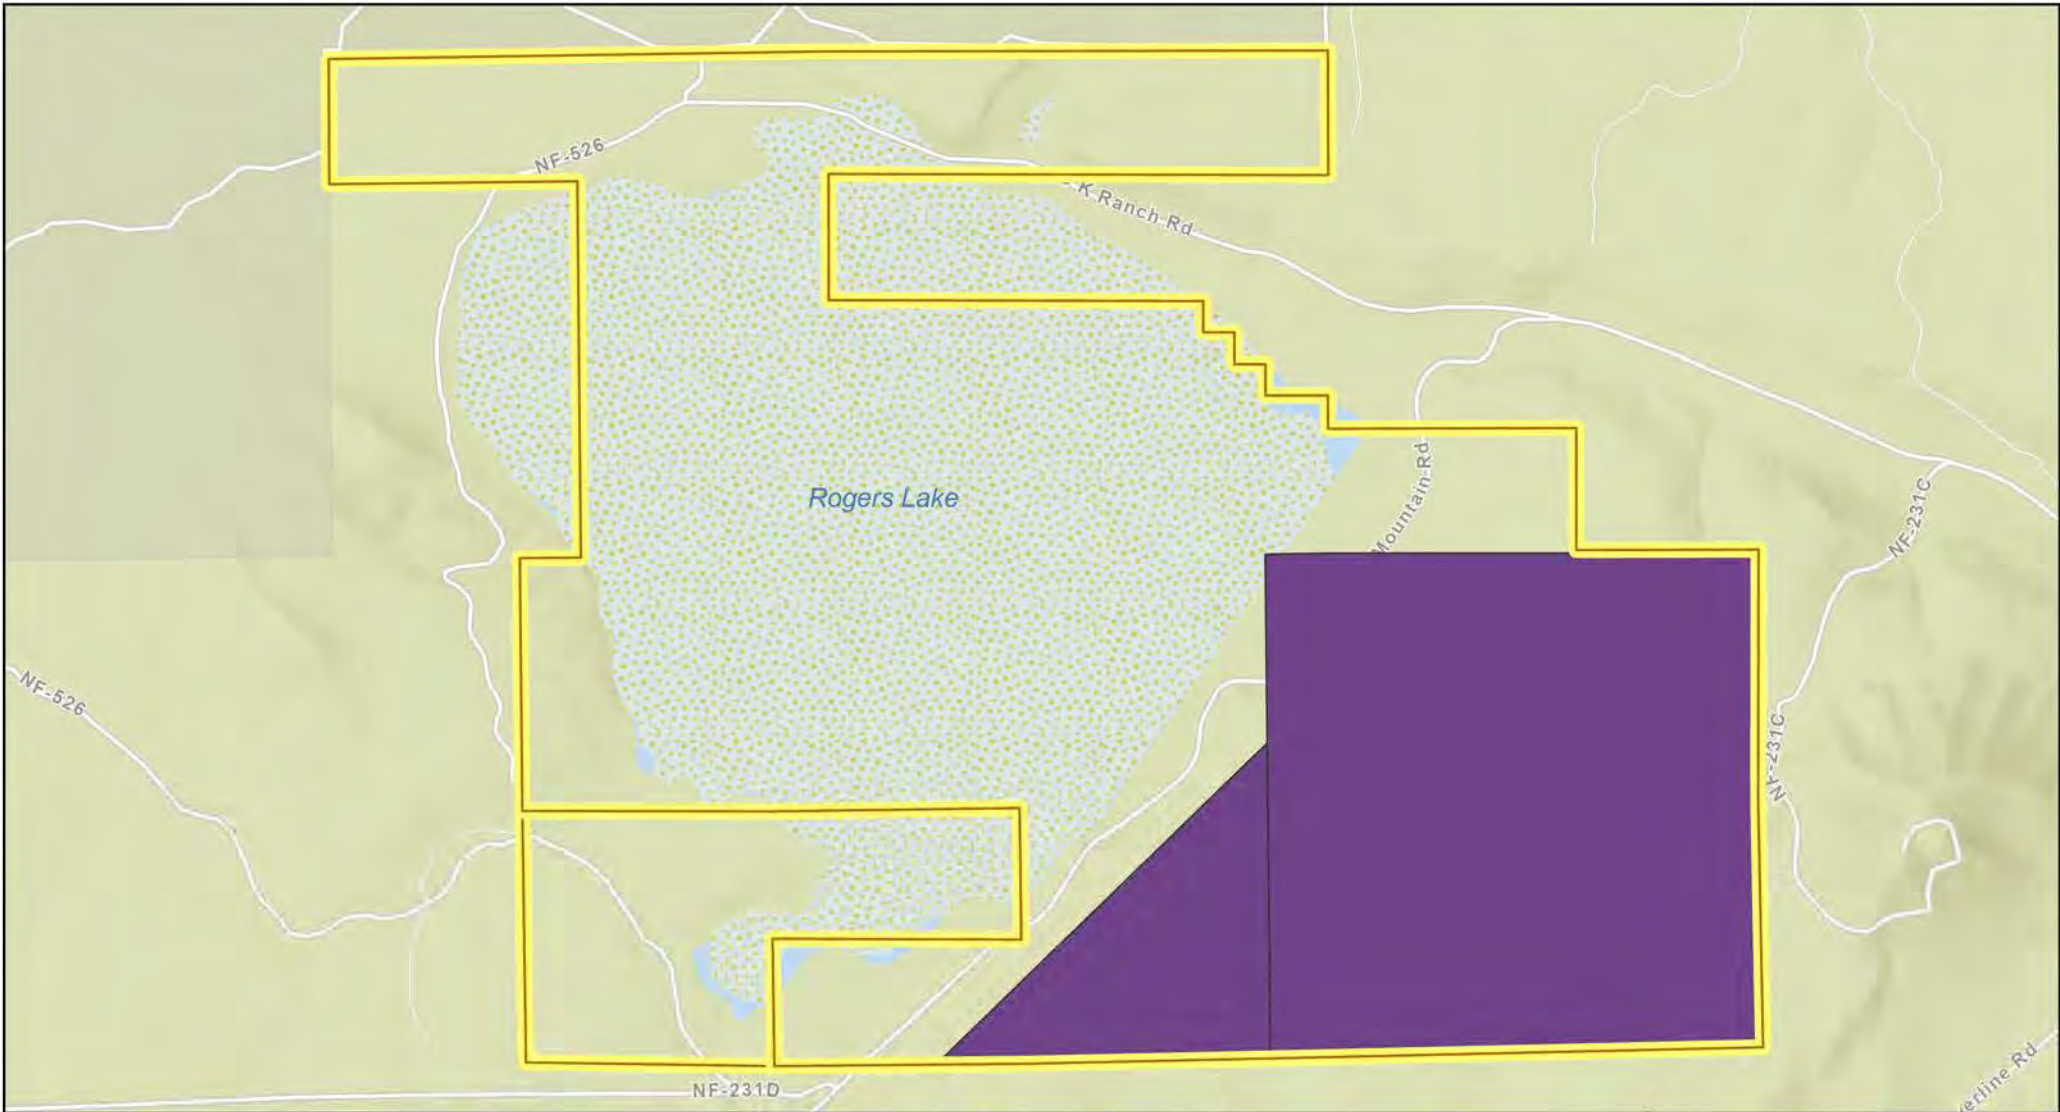 NF-526
K Ranch Rd
Mountain Rd
NF-231C
Rogers Lake
NF-526
NF-231C
NF-231D
erline Rd